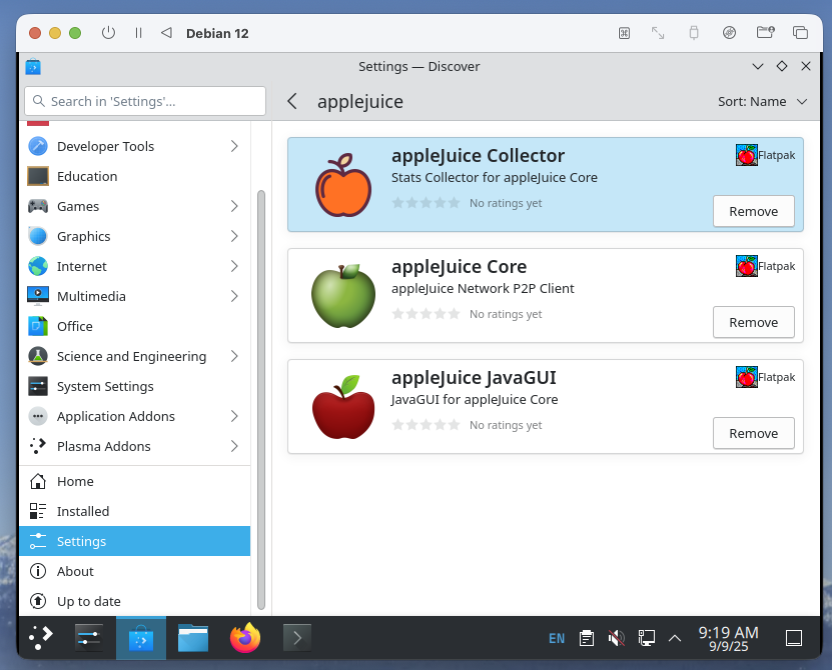 Debian 12
Settings — Discover
Search in 'Settings'...
applejuice
Sort: Name
Developer Tools
Education
Games
Graphics
Internet
Multimedia
Office
Science and Engineering
System Settings
Application Addons
Plasma Addons
Home
Installed
Settings
About
Up to date
appleJuice Collector
Flatpak
Stats Collector for appleJuice Core
No ratings yet
Remove
appleJuice Core
Flatpak
appleJuice Network P2P Client
No ratings yet
Remove
appleJuice JavaGUI
Flatpak
JavaGUI for appleJuice Core
No ratings yet
Remove
EN
9:19 AM
9/9/25